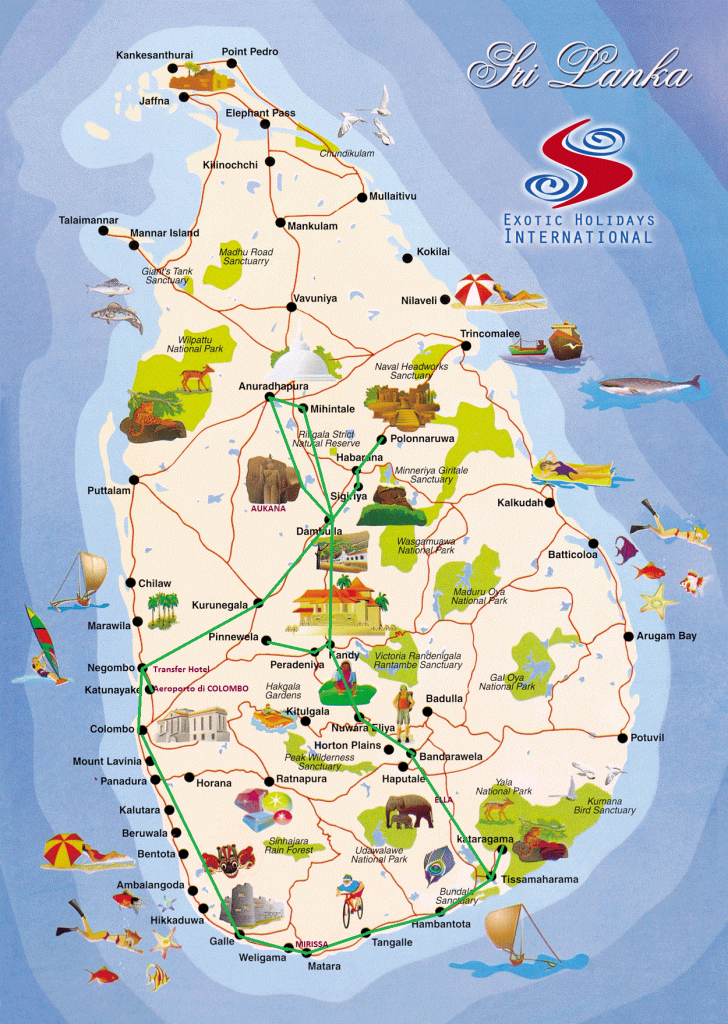 Sri Lanka
EXOTIC HOLIDAYS
INTERNATIONAL
Kankesanthurai
Point Pedro
Jaffna
Elephant Pass
Chundikulam
Kilinochchi
Mullaitivu
Talaimannar
Mannar Island
Mankulam
Kokilai
Madhu Road
Sanctuarry
Giant's Tank
Sanctuary
Vavuniya
Nilaveli
Trincomalee
Wilpattu
National Park
Naval Headworks
Sanctuary
Anuradhapura
Mihintale
Ritigala Strict
Natural Reserve
Polonnaruwa
Habarana
Minneriya Giritale
Sanctuary
Puttalam
AUKANA
Sigiriya
Kalkudah
Dambulla
Wasgamuawa
National Park
Batticoloa
Chilaw
Maduru Oya
National Park
Kurunegala
Marawila
Pinnewela
Arugam Bay
Kandy
Peradeniya
Victoria Randenigala
Rantambe Sanctuary
Negombo
Transfer Hotel
Gal Oya
National Park
Katunayake
Aeroporto di COLOMBO
Hakgala
Gardens
Badulla
Kitulgala
Colombo
Nuwara Eliya
Potuvil
Horton Plains
Bandarawela
Peak Wilderness
Sanctuary
Mount Lavinia
Panadura
Horana
Ratnapura
Haputale
Yala
National Park
Kumana
Bird Sanctuary
Kalutara
ELLA
Beruwala
Sinhajara
Rain Forest
Udawalawe
National Park
kataragama
Bentota
Tissamaharama
Ambalangoda
Bundala
Sanctuary
Hikkaduwa
Hambantota
Galle
MIRISSA
Tangalle
Weligama
Matara